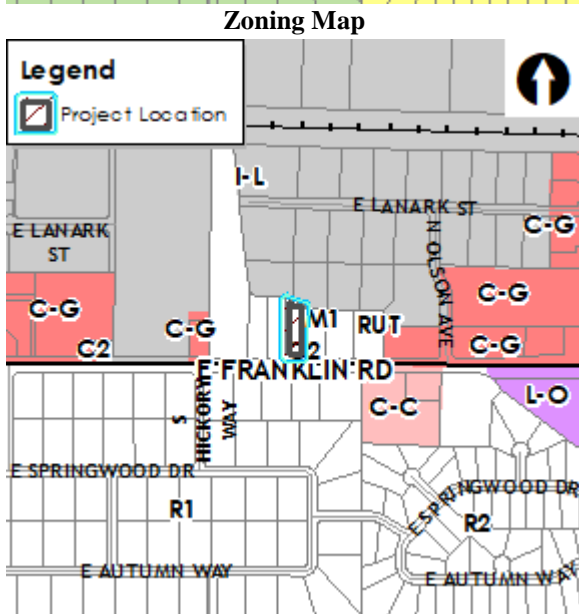 Zoning Map
Legend
Project Location
I-L
E LANARK ST
E LANARK
ST
C-G
N OLSON AVE
C-G
C-G
C-G
M1
RUT
C2
2
C-G
E FRANKLIN RD
L-O
C-C
S HICKORY
WAY
E SPRINGWOOD DR
E SPRINGWOOD DR
R1
R2
E AUTUMN WAY
E AUTUMN WAY